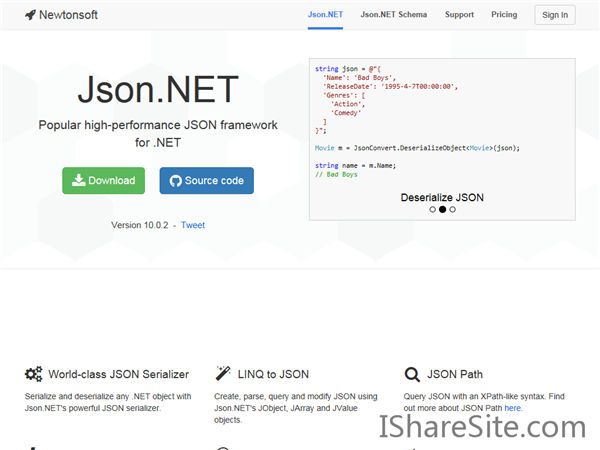 Newtonsoft
Json.NET
Json.NET Schema
Support
Pricing
Sign In
Json.NET
Popular high-performance JSON framework
for .NET
Download
Source code
Version 10.0.2 - Tweet
string json = @"{
'Name': 'Bad Boys',
'ReleaseDate': '1995-4-7T00:00:00',
'Genres': [
'Action',
'Comedy'
]
}";
Movie m = JsonConvert.DeserializeObject<Movie>(json);
string name = m.Name;
// Bad Boys
Deserialize JSON
World-class JSON Serializer
Serialize and deserialize any .NET object with
Json.NET's powerful JSON serializer.
LINQ to JSON
Create, parse, query and modify JSON using
Json.NET's JObject, JArray and JValue
objects.
JSON Path
Query JSON with an XPath-like syntax. Find
out more about JSON Path here.
IShareSite.com